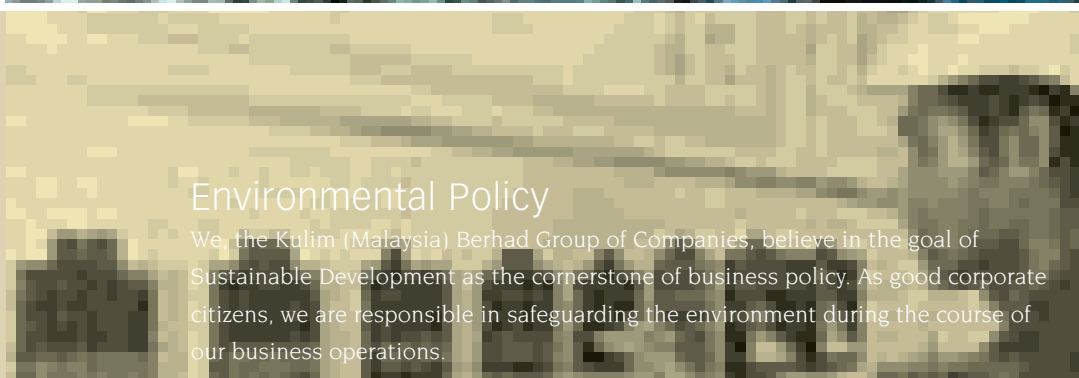 Environmental Policy
We, the Kulim (Malaysia) Berhad Group of Companies, believe in the goal of
Sustainable Development as the cornerstone of business policy. As good corporate
citizens, we are responsible in safeguarding the environment during the course of
our business operations.